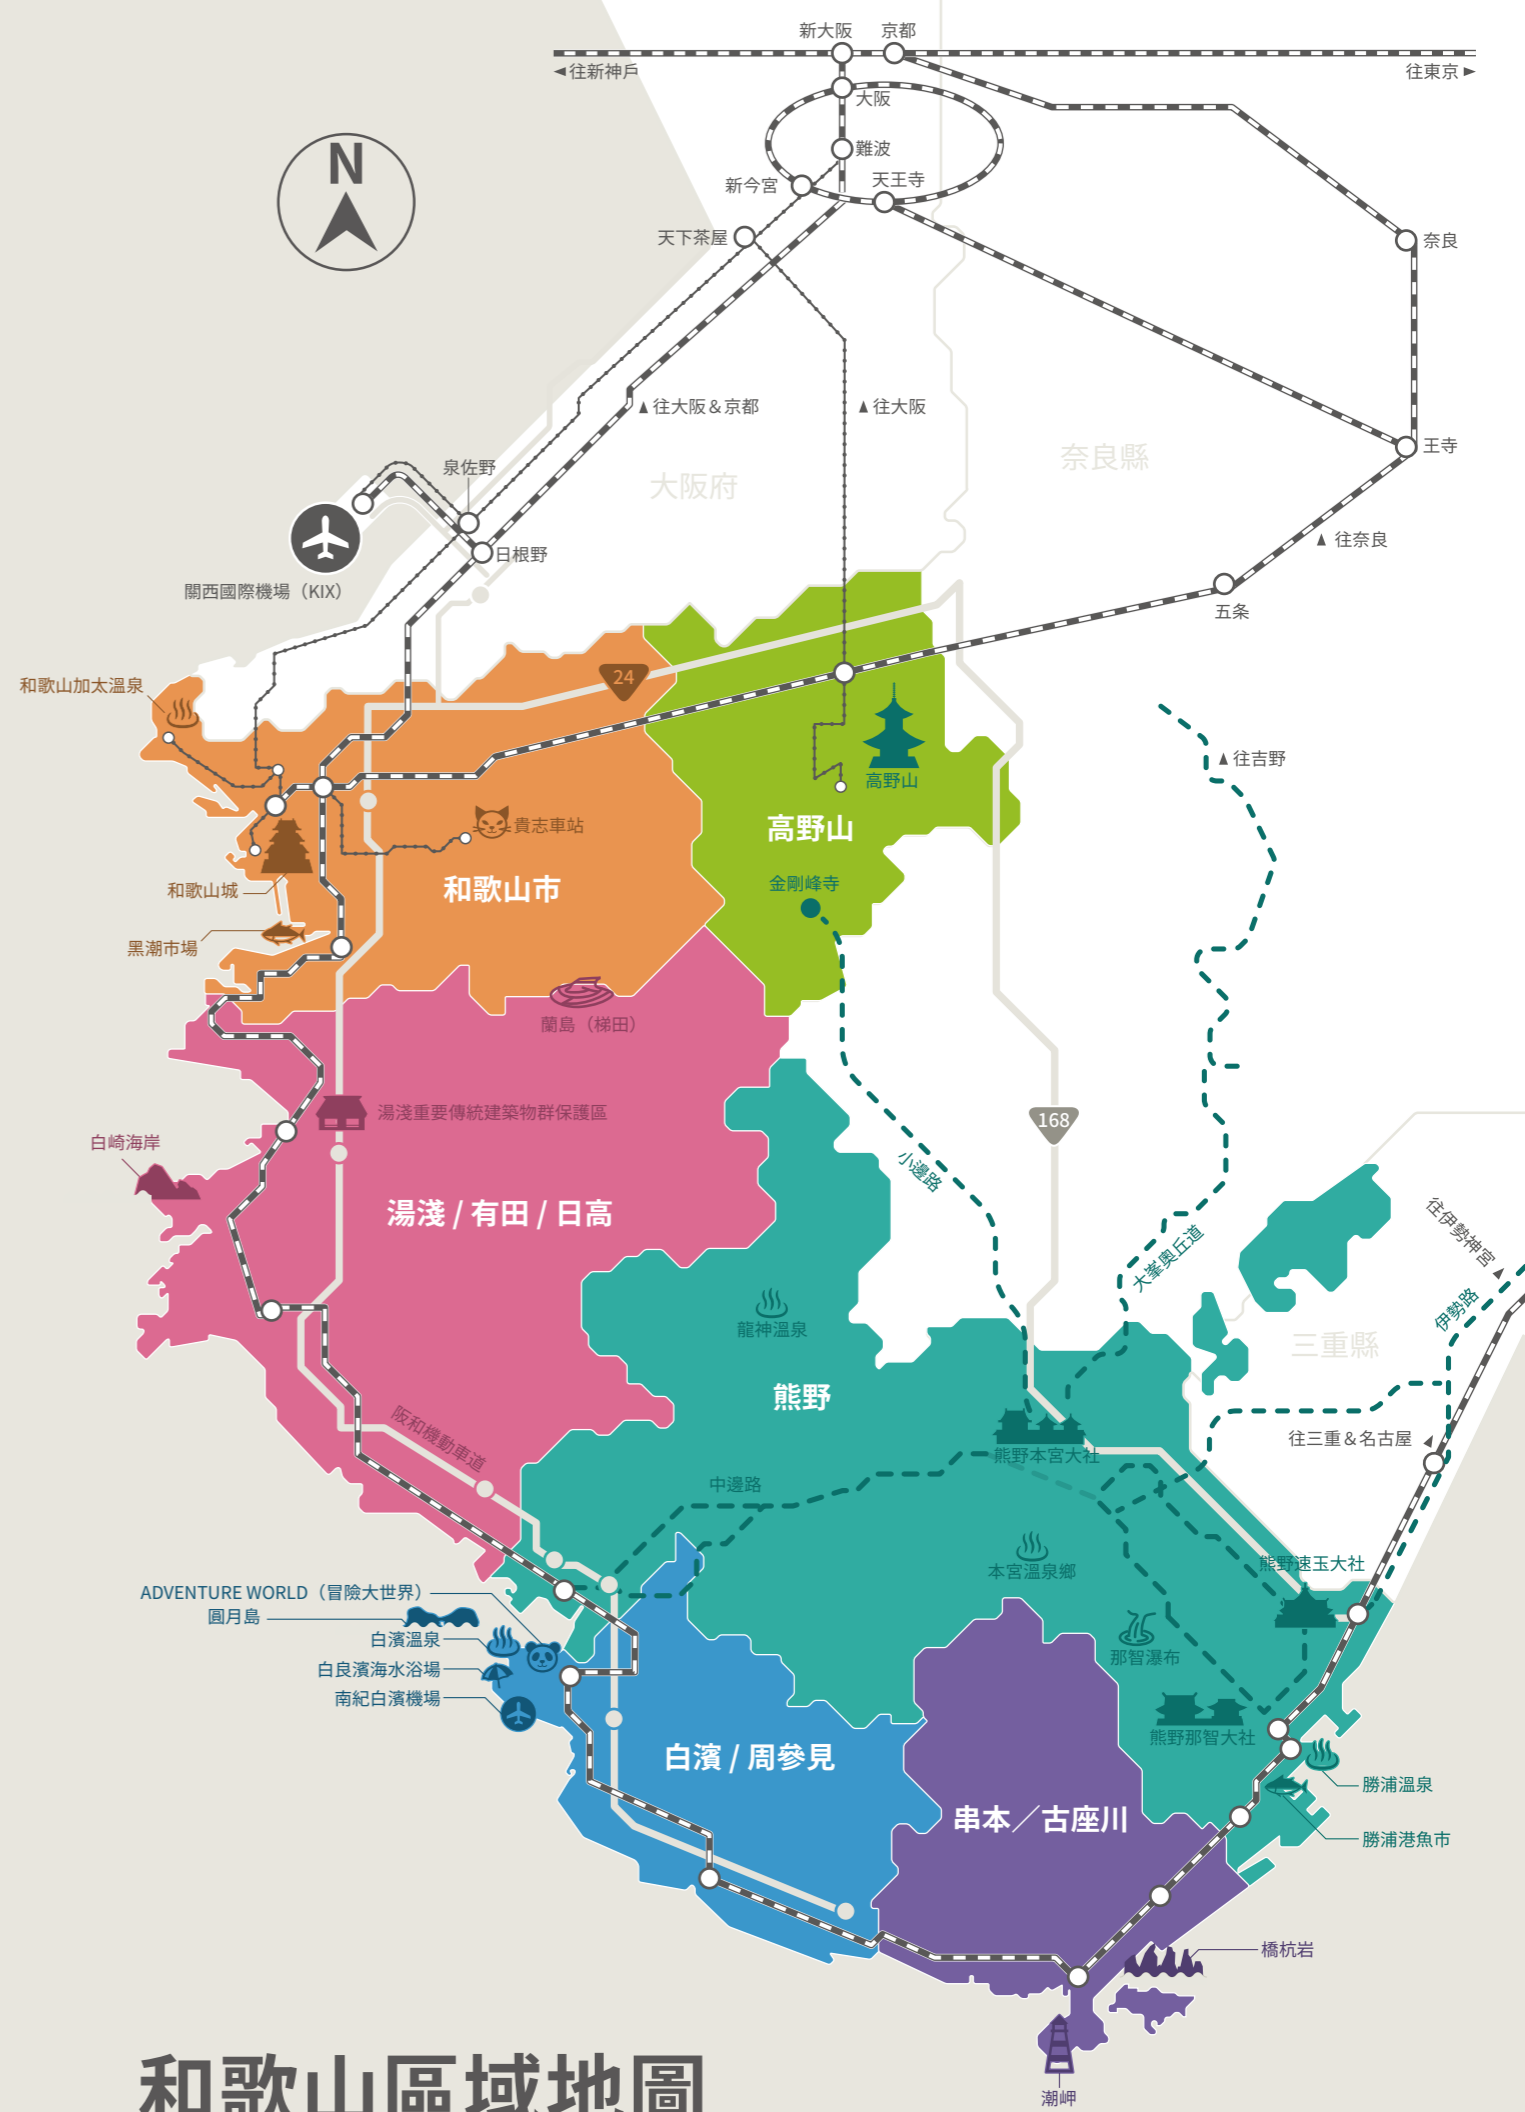 新大阪
京都
往新神戶
往東京
大阪
難波
新今宮
天王寺
天下茶屋
奈良
N
往大阪＆京都
往大阪
奈良縣
王寺
泉佐野
大阪府
日根野
往奈良
關西國際機場（KIX）
五条
24
和歌山加太溫泉
往吉野
高野山
貴志車站
高野山
和歌山城
和歌山市
金剛峰寺
黑潮市場
蘭島（梯田）
湯淺重要傳統建築物群保護區
168
白崎海岸
小邊路
湯淺 / 有田 / 日高
往伊勢神宮
大峯奧丘道
伊勢路
龍神溫泉
三重縣
熊野
阪和機動車道
往三重＆名古屋
熊野本宮大社
中邊路
本宮溫泉鄉
熊野速玉大社
ADVENTURE WORLD（冒險大世界）
圓月島
白濱溫泉
白良濱海水浴場
南紀白濱機場
那智瀑布
熊野那智大社
白濱 / 周參見
勝浦溫泉
串本／古座川
勝浦港魚市
橋杭岩
潮岬
和歌山區域地圖